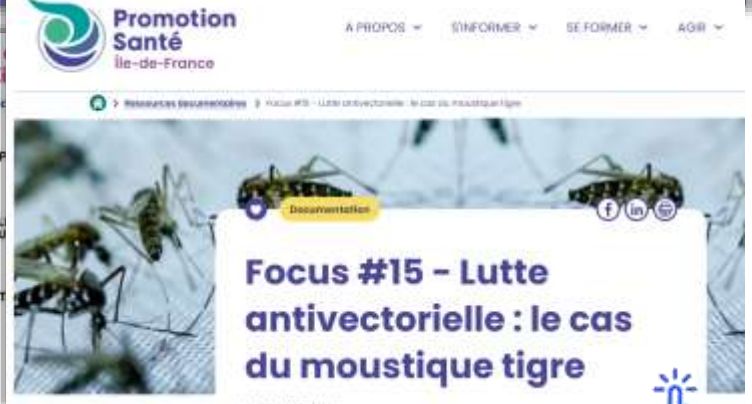 Promotion
Santé
Île-de-France
A PROPOS
S'INFORMER
SE FORMER
AGIR
Ressources documentaires > Focus #15 - Lutte antivectorielle : le cas du moustique tigre
Documentation
Focus #15 - Lutte
antivectorielle : le cas
du moustique tigre